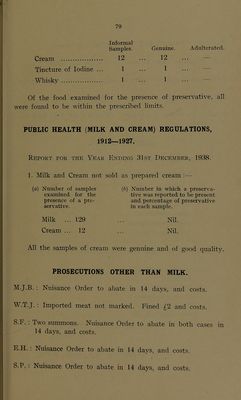 79
Informal
Samples. Genuine. Adulterated.
Cream .................. 12 ... 12 ... —
Tincture of Iodine ... 1 ... 1 ... —
Whisky .................. 1 ... 1 ... —
Of the food examined for the presence of preservative, all
were found to be within the prescribed limits.
PUBLIC HEALTH (MILK AND CREAM) REGULATIONS,
1912—1927.
REPORT FOR THE YEAR ENDING 31ST DECEMBER, 1938.
1. Milk and Cream not sold as prepared cream :—
(a) Number of samples (b) Number in which a preserva-
examined for the tive was reported to be present
presence of a pre- and percentage of preservative
servative. in each sample.
Milk ... 129 ... Nil.
Cream ... 12 ... Nil.
All the samples of cream were genuine and of good quality.
PROSECUTIONS OTHER THAN MILK.
M.J.B. : Nuisance Order to abate in 14 days, and costs.
W.T.J. : Imported meat not marked. Fined £2 and costs.
S.F. : Two summons. Nuisance Order to abate in both cases in
14 days, and costs.
E.H. : Nuisance Order to abate in 14 days, and costs.
S.P. : Nuisance Order to abate in 14 days, and costs.